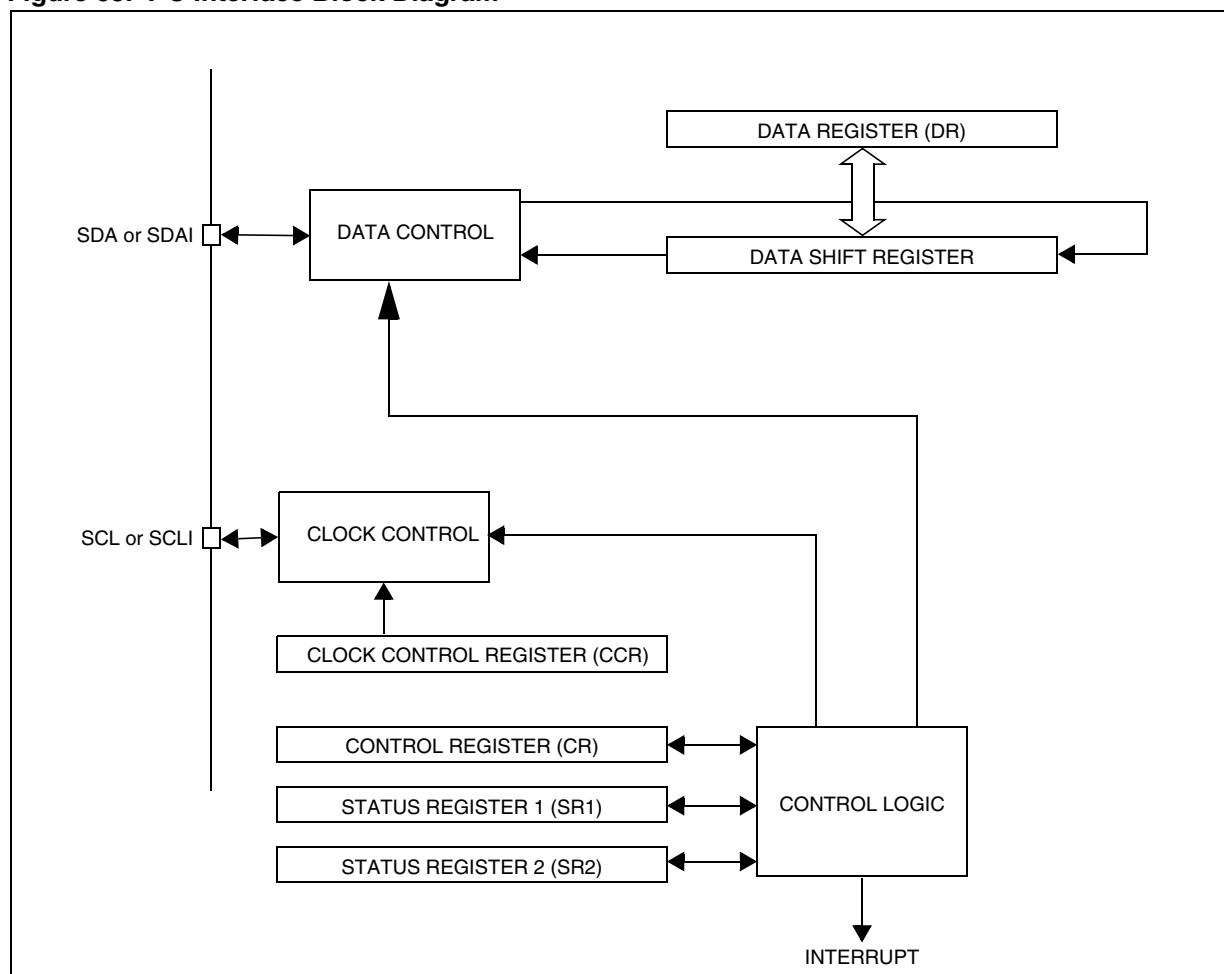 DATA REGISTER (DR)
SDA or SDAI
DATA CONTROL
DATA SHIFT REGISTER
SCL or SCLI
CLOCK CONTROL
CLOCK CONTROL REGISTER (CCR)
CONTROL REGISTER (CR)
STATUS REGISTER 1 (SR1)
CONTROL LOGIC
STATUS REGISTER 2 (SR2)
INTERRUPT